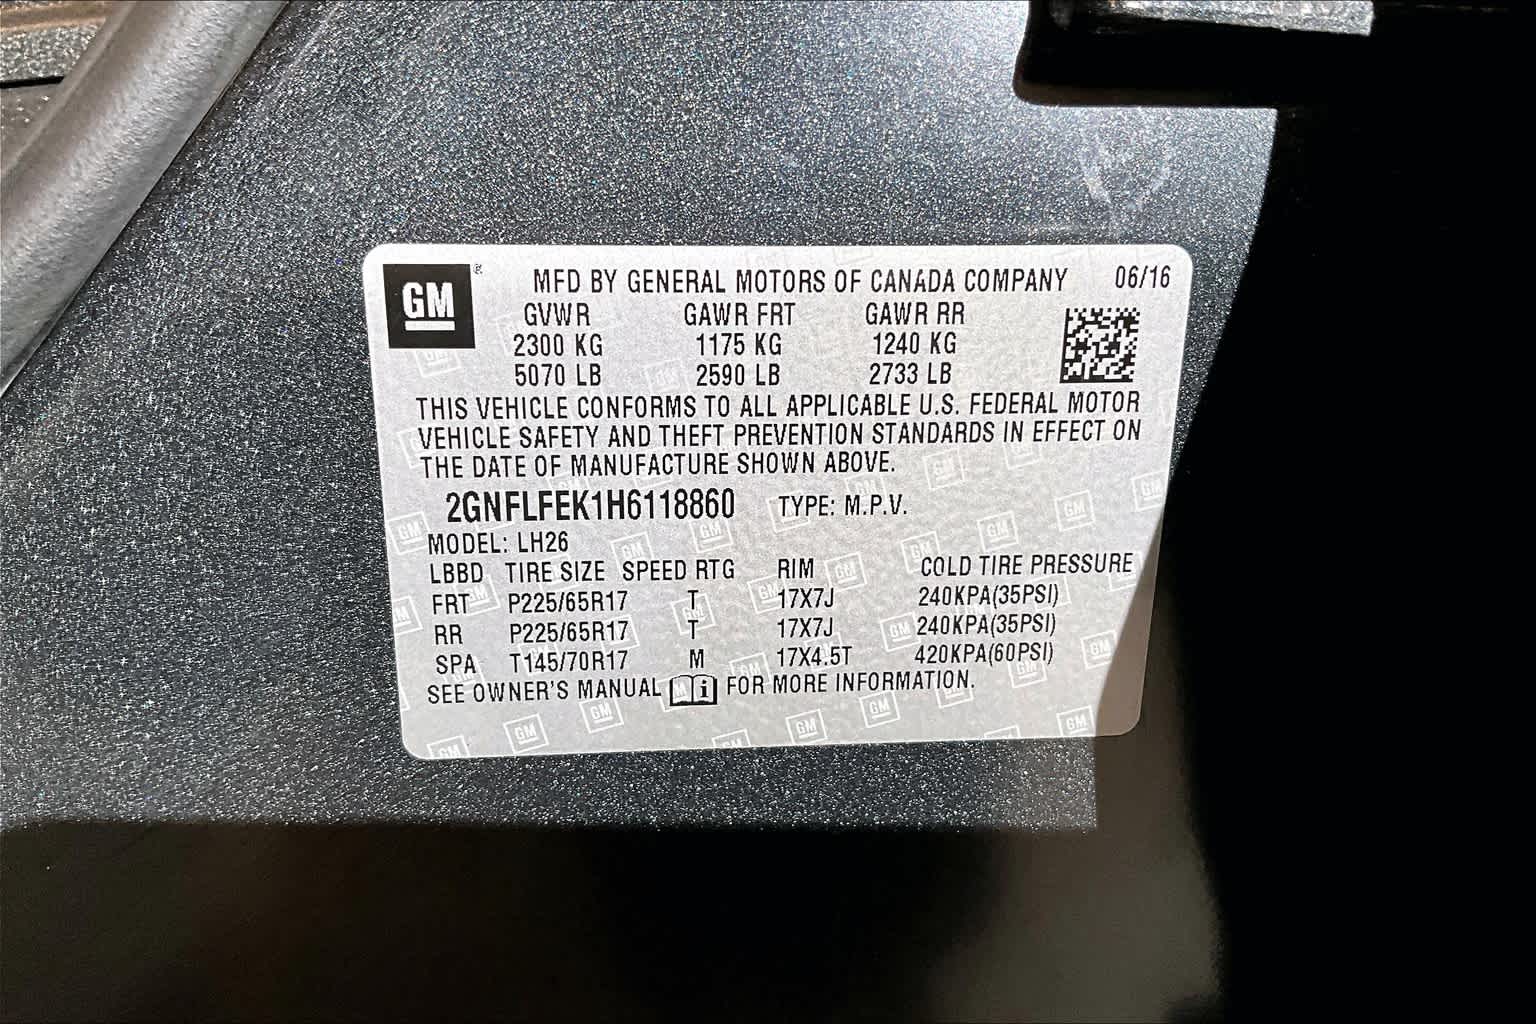 GM ® MFD BY GENERAL MOTORS OF CANADA COMPANY 06/16
GVWR GAWR FRT GAWR RR
2300 KG 1175 KG 1240 KG
5070 LB 2590 LB 2733 LB
THIS VEHICLE CONFORMS TO ALL APPLICABLE U.S. FEDERAL MOTOR
VEHICLE SAFETY AND THEFT PREVENTION STANDARDS IN EFFECT ON
THE DATE OF MANUFACTURE SHOWN ABOVE.
2GNFLFEK1H6118860 TYPE: M.P.V.
MODEL: LH26
LBBD TIRE SIZE SPEED RTG RIM COLD TIRE PRESSURE
FRT P225/65R17 T 17X7J 240KPA(35PSI)
RR P225/65R17 T 17X7J 240KPA(35PSI)
SPA T145/70R17 M 17X4.5T 420KPA(60PSI)
SEE OWNER'S MANUAL i FOR MORE INFORMATION.